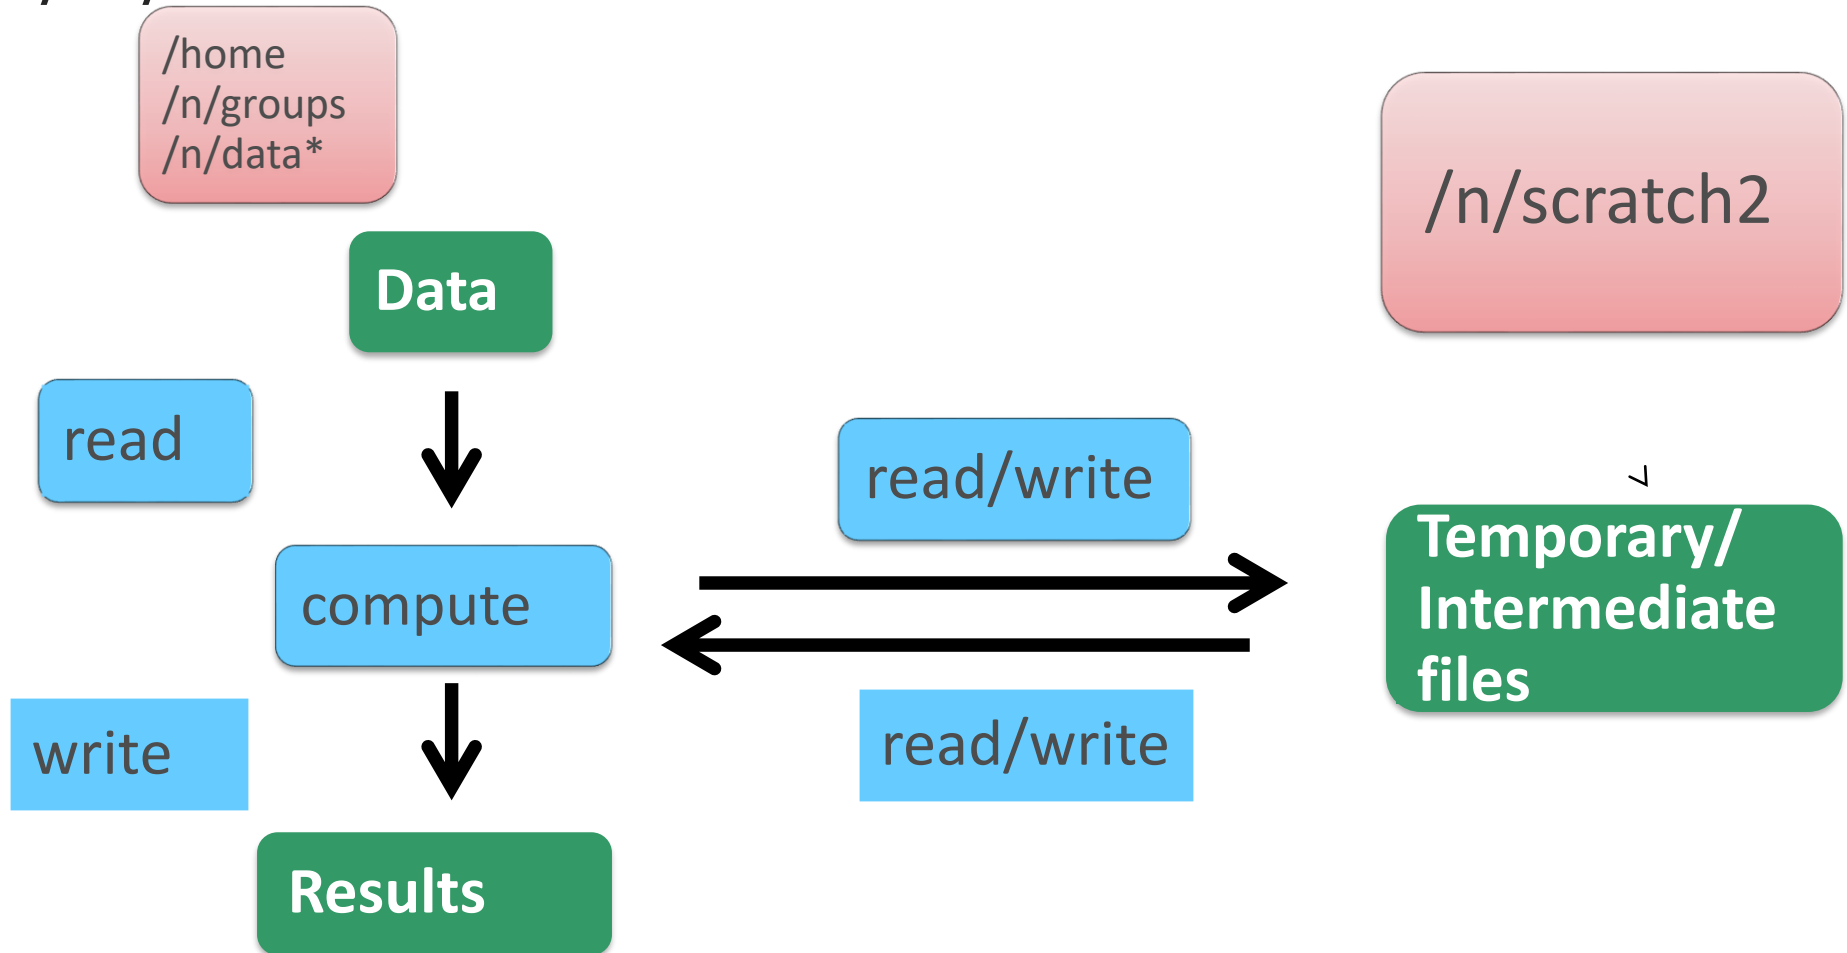 /home
/n/groups
/n/data*
/n/scratch2
Data
read
read/write
compute
Temporary/
Intermediate
files
write
read/write
Results